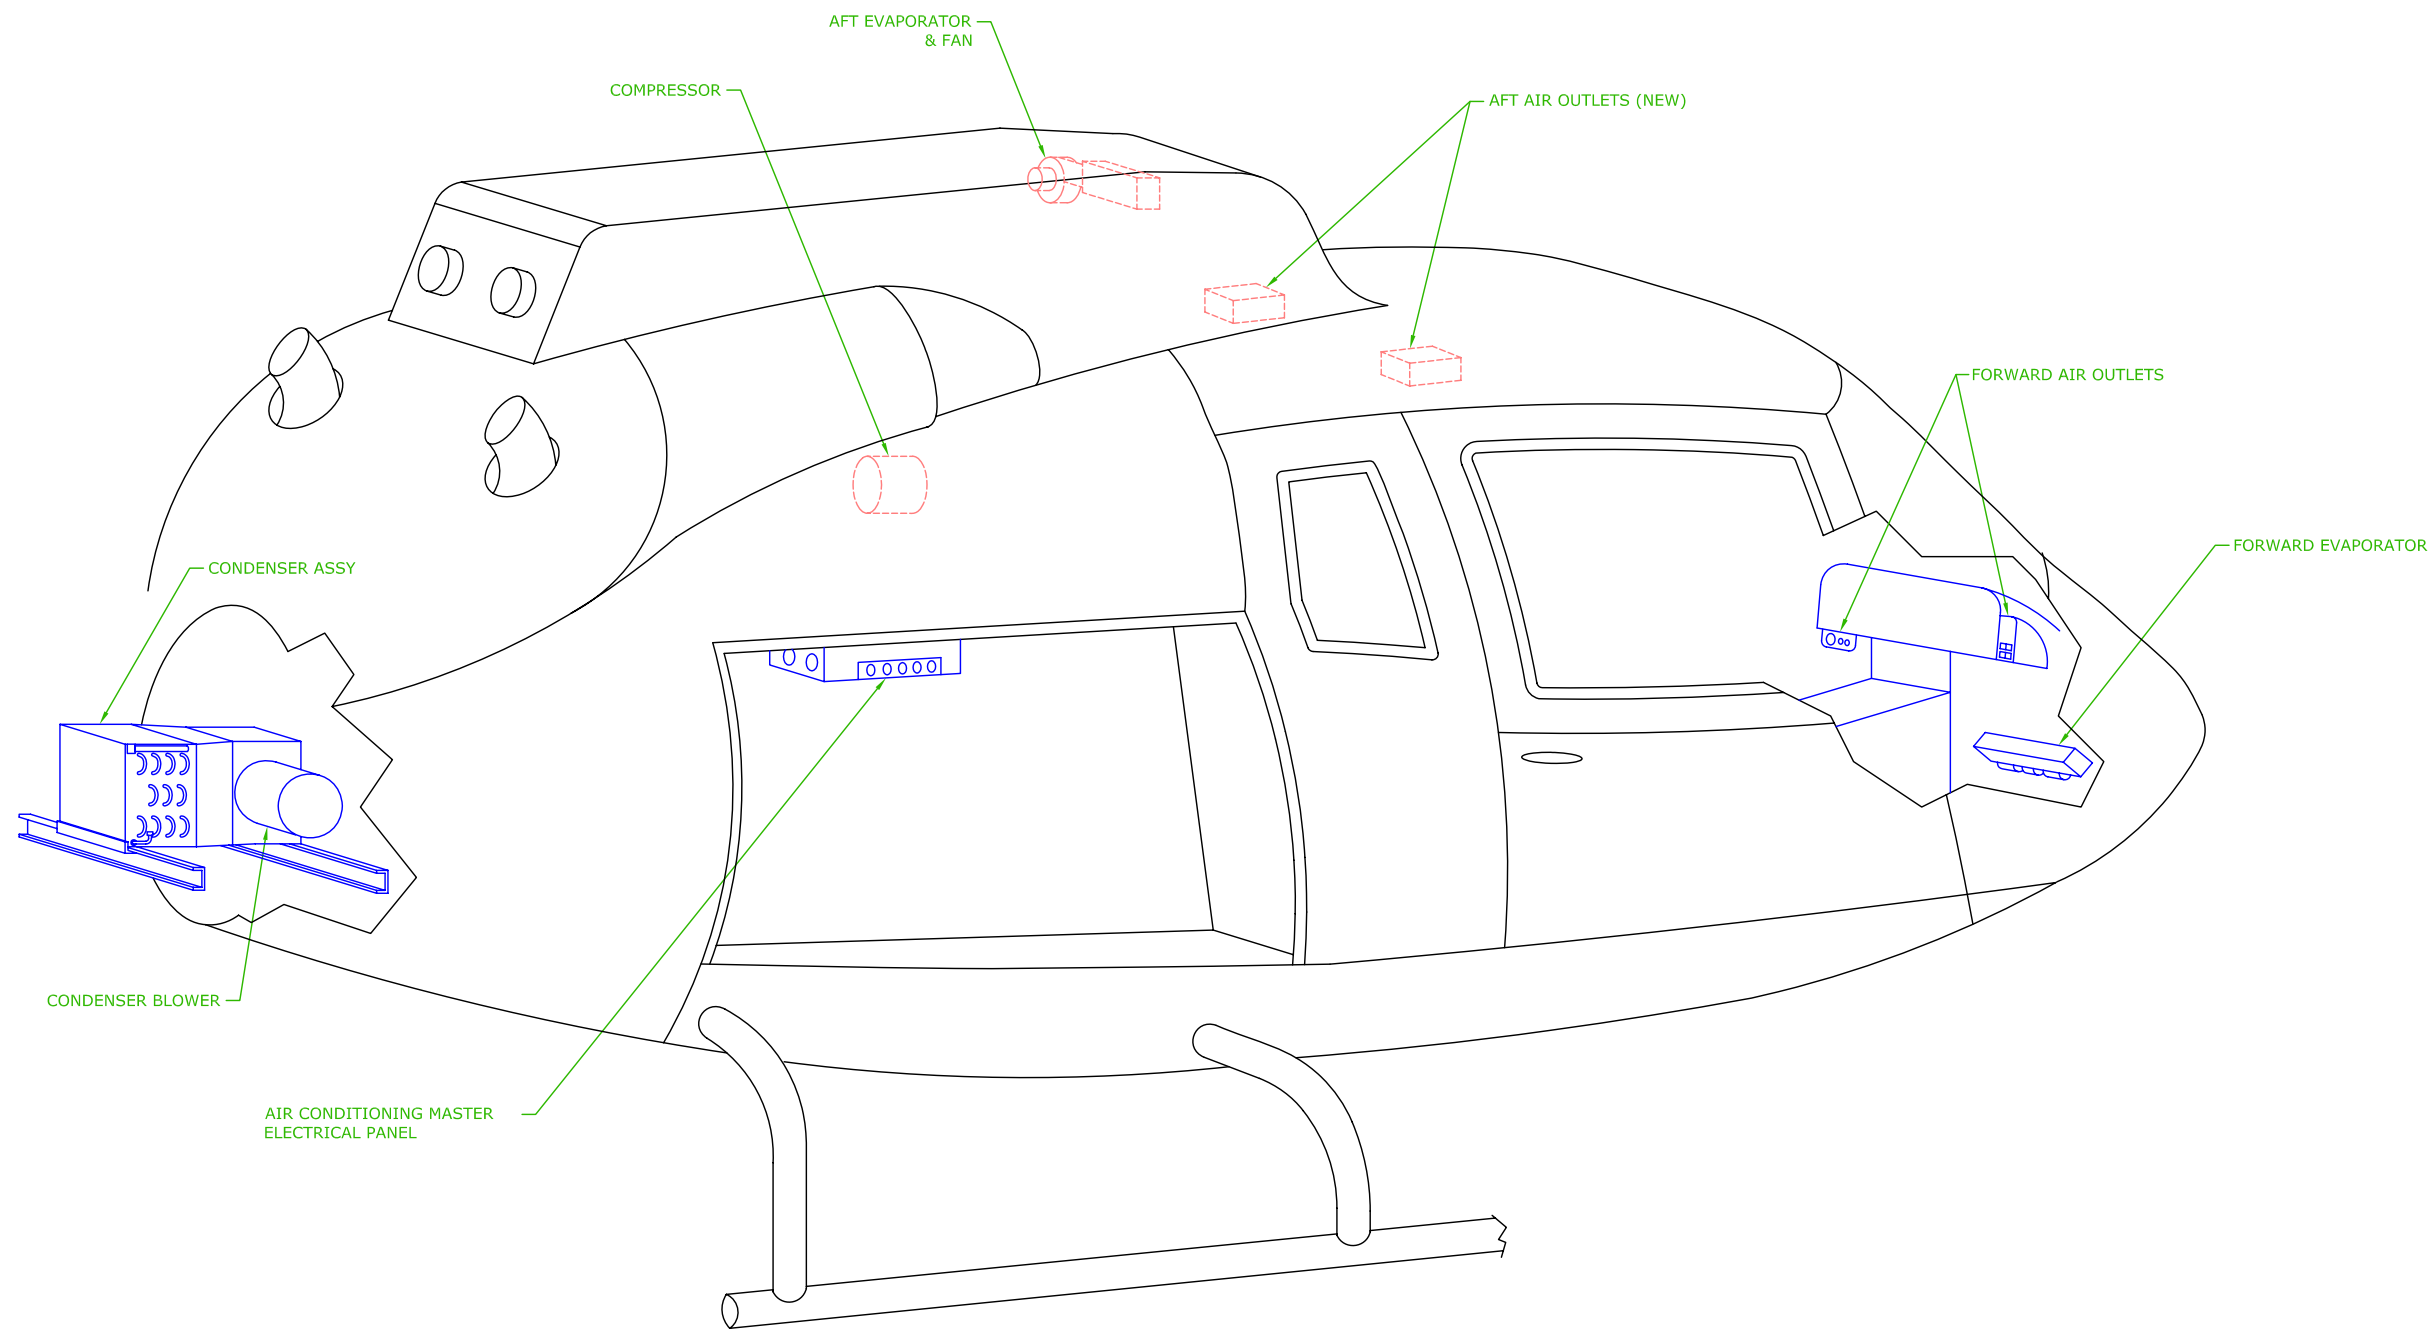 AFT EVAPORATOR
& FAN
COMPRESSOR
AFT AIR OUTLETS (NEW)
FORWARD AIR OUTLETS
FORWARD EVAPORATOR
CONDENSER ASSY
CONDENSER BLOWER
AIR CONDITIONING MASTER
ELECTRICAL PANEL